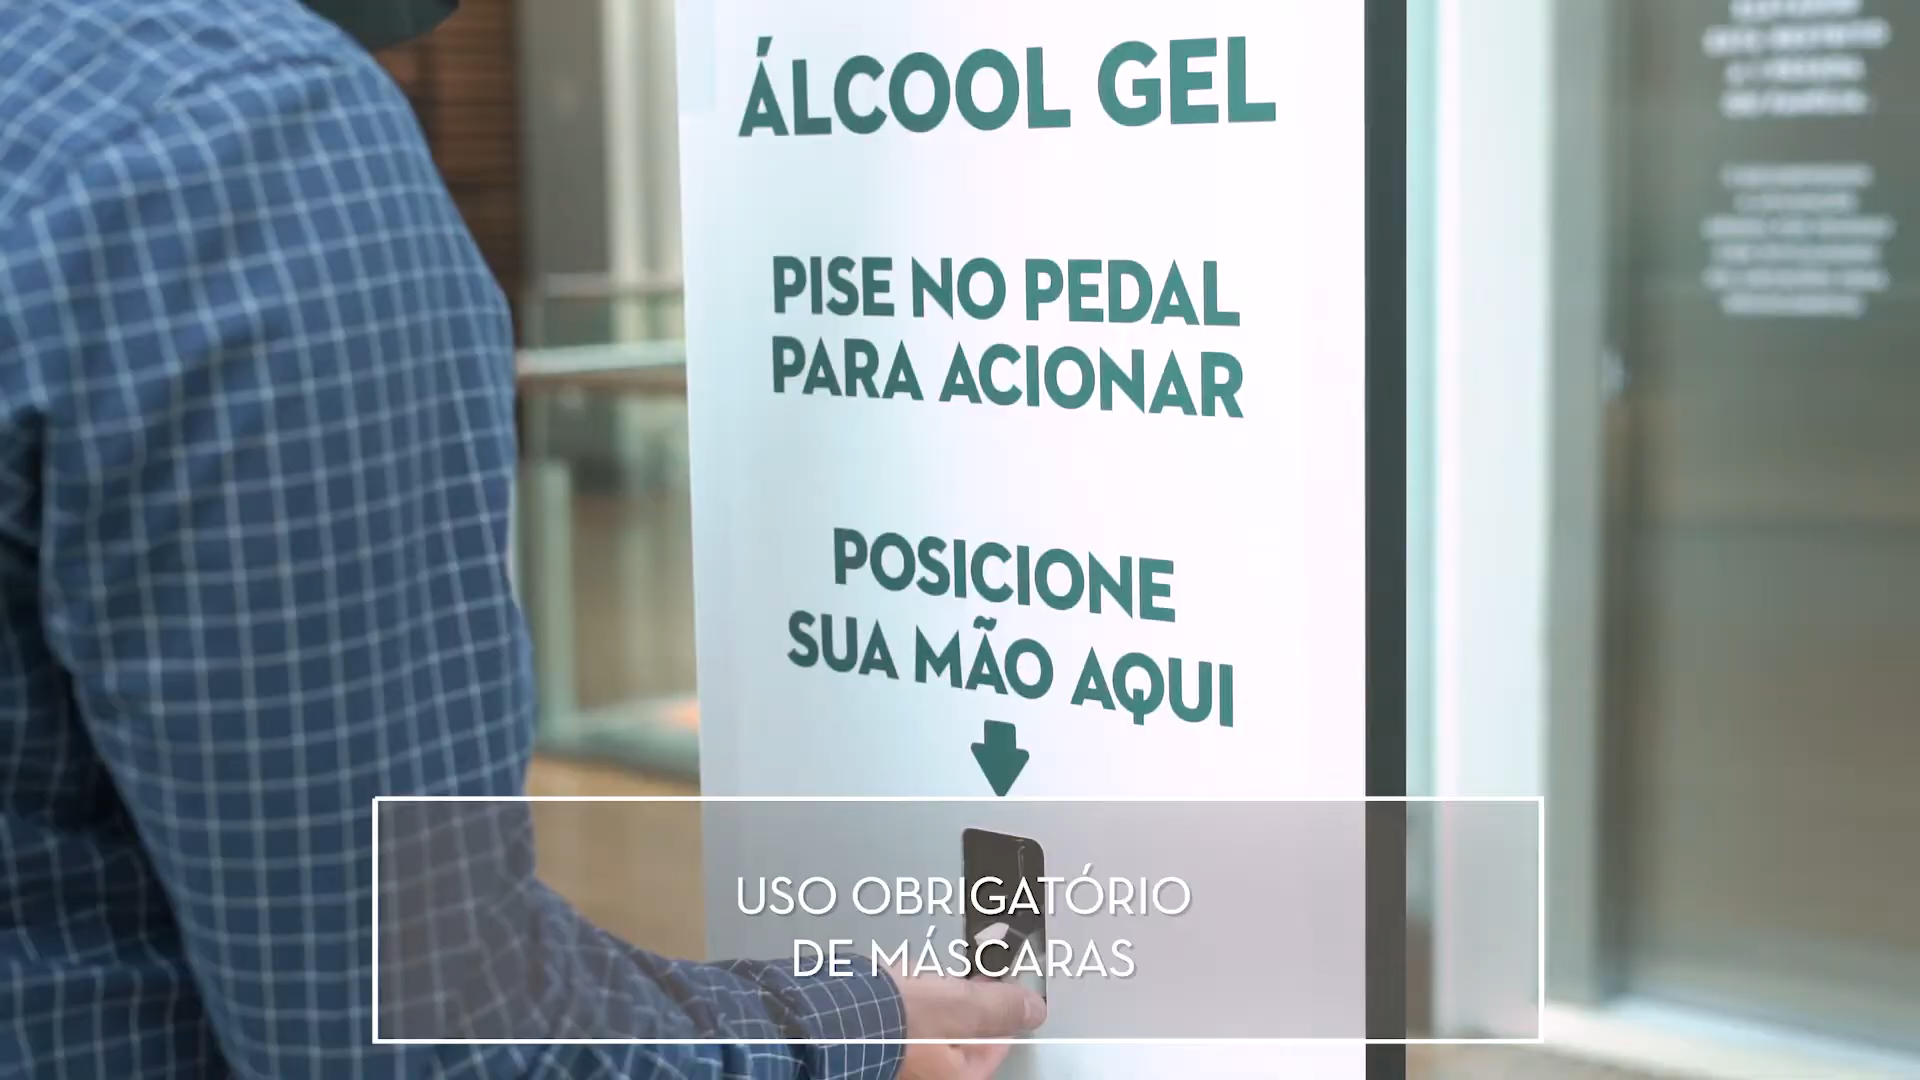 ÁLCOOL GEL
PISE NO PEDAL
PARA ACIONAR
POSICIONE
SUA MÃO AQUI
USO OBRIGATÓRIO
DE MÁSCARAS